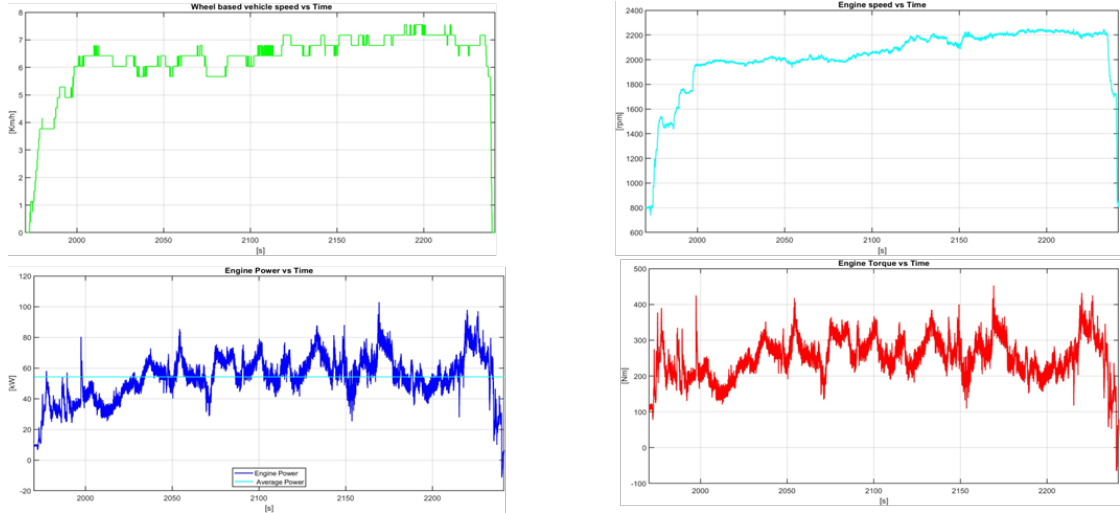 Wheel based vehicle speed vs Time
8
7
6
5
4
3
2
1
0
[Km/h]
2000 2050 2100 2150 2200
[s]
Engine speed vs Time
2400
2200
2000
1800
1600
1400
1200
1000
800
600
[rpm]
2000 2050 2100 2150 2200
[s]
Engine Power vs Time
120
100
80
60
40
20
0
-20
[kW]
Engine Power
Average Power
2000 2050 2100 2150 2200
[s]
Engine Torque vs Time
500
400
300
200
100
0
-100
[Nm]
2000 2050 2100 2150 2200
[s]